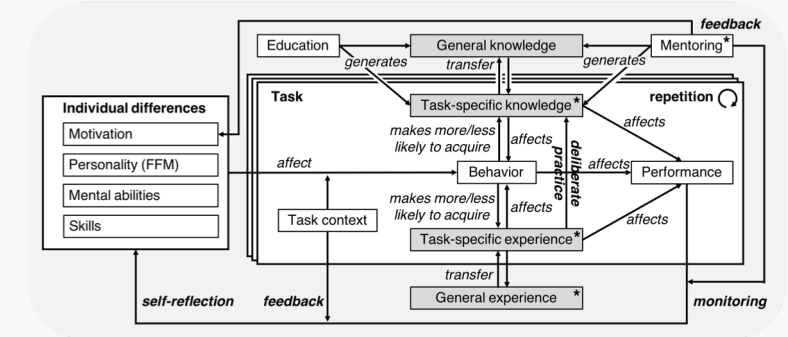 feedback
Education
General knowledge
Mentoring*
generates
transfer
generates
Task
Task-specific knowledge*
repetition
Individual differences
Motivation
Personality (FFM)
Mental abilities
Skills
makes more/less
likely to acquire
affects
deliberate
practice
affects
affect
Behavior
affects
Performance
makes more/less
likely to acquire
affects
affects
Task context
Task-specific experience*
transfer
self-reflection
feedback
General experience *
monitoring